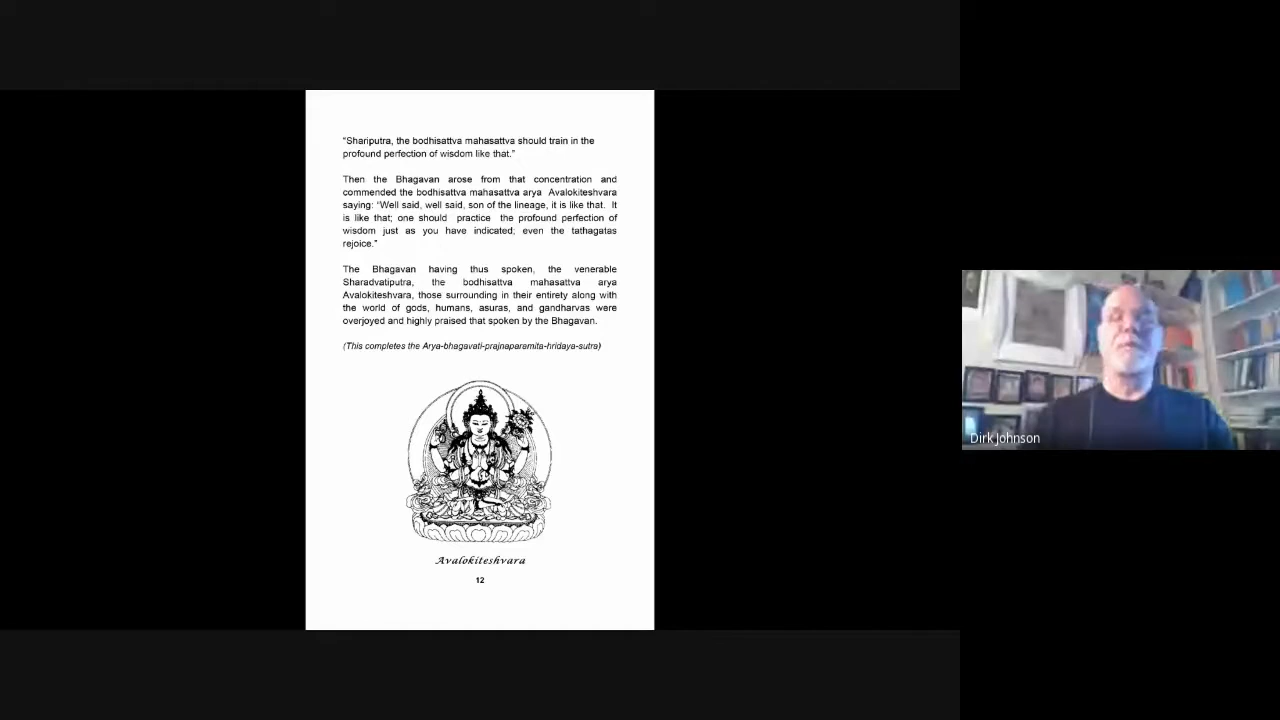 “Shariputra, the bodhisattva mahasattva should train in the
profound perfection of wisdom like that.”
Then the Bhagavan arose from that concentration and
commended the bodhisattva mahasattva arya Avalokiteshvara
saying: “Well said, well said, son of the lineage, it is like that. It
is like that; one should practice the profound perfection of
wisdom just as you have indicated; even the tathagatas
rejoice.”
The Bhagavan having thus spoken, the venerable
Sharadvatiputra, the bodhisattva mahasattva arya
Avalokiteshvara, those surrounding in their entirety along with
the world of gods, humans, asuras, and gandharvas were
overjoyed and highly praised that spoken by the Bhagavan.
(This completes the Arya-bhagavati-prajnaparamita-hridaya-sutra)
Avalokiteshvara
12
Dirk Johnson